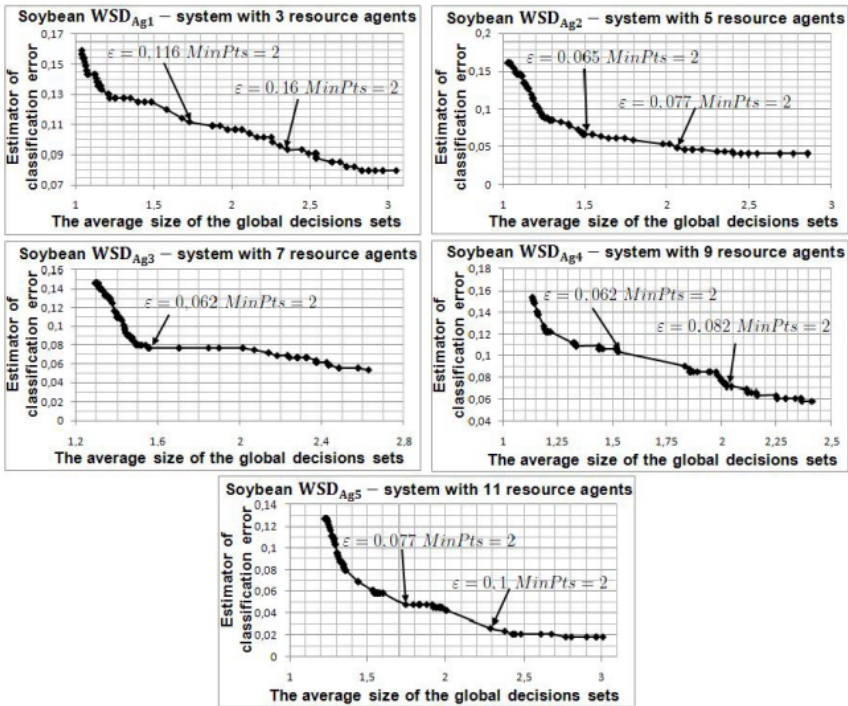 Soybean WSD_Ag1 − system with 3 resource agents
Estimator of
classification error
0,17
0,15
0,13
0,11
0,09
0,07
ε = 0,116 MinPts = 2
ε = 0.16 MinPts = 2
1 1,5 2 2,5 3
The average size of the global decisions sets
Soybean WSD_Ag2 − system with 5 resource agents
Estimator of
classification error
0,2
0,15
0,1
0,05
0
ε = 0.065 MinPts = 2
ε = 0.077 MinPts = 2
1 1,5 2 2,5 3
The average size of the global decisions sets
Soybean WSD_Ag3 − system with 7 resource agents
Estimator of
classification error
0,16
0,14
0,12
0,1
0,08
0,06
0,04
0,02
0
ε = 0,062 MinPts = 2
1,2 1,6 2 2,4 2,8
The average size of the global decisions sets
Soybean WSD_Ag4 − system with 9 resource agents
Estimator of
classification error
0,18
0,16
0,14
0,12
0,1
0,08
0,06
0,04
ε = 0.062 MinPts = 2
ε = 0.082 MinPts = 2
1 1,25 1,5 1,75 2 2,25 2,5
The average size of the global decisions sets
Soybean WSD_Ag5 − system with 11 resource agents
Estimator of
classification error
0,14
0,12
0,1
0,08
0,06
0,04
0,02
0
ε = 0.077 MinPts = 2
ε = 0,1 MinPts = 2
1 1,5 2 2,5 3
The average size of the global decisions sets